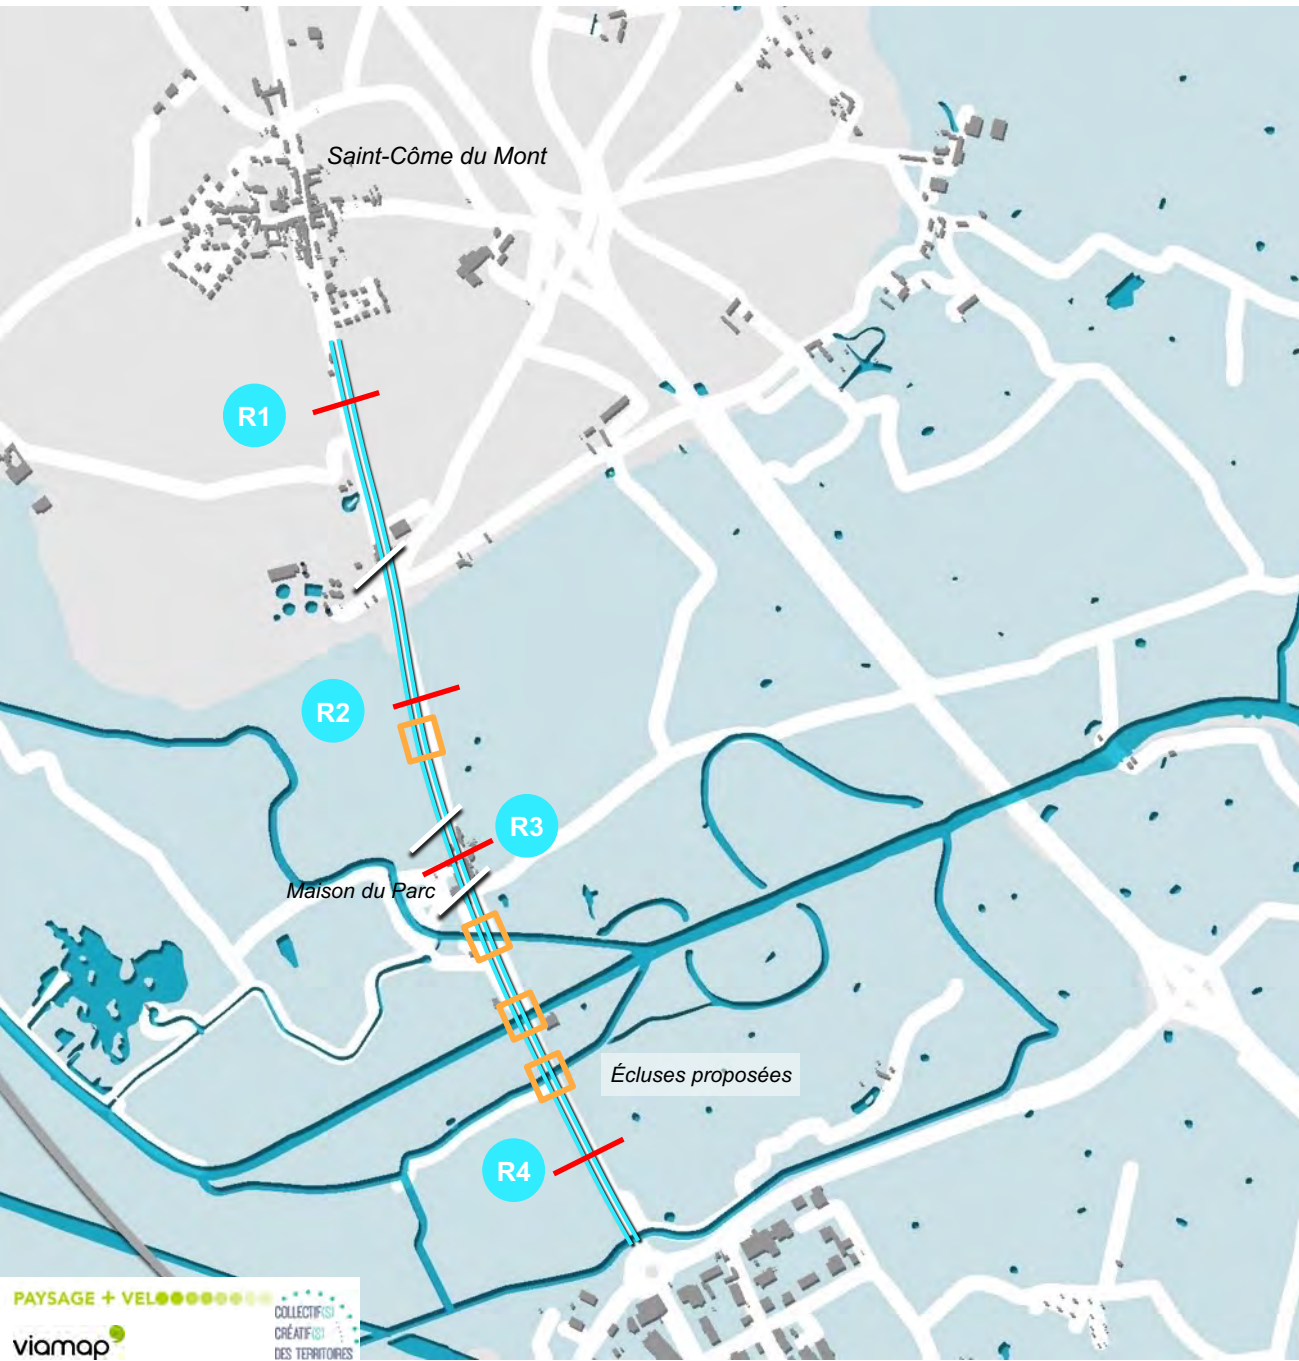 Saint-Côme du Mont
R1
R2
R3
Maison du Parc
Écluses proposées
R4
PAYSAGE + VELO
COLLECTIF(S)
CRÉATIF(S)
DES TERRITOIRES
viamap